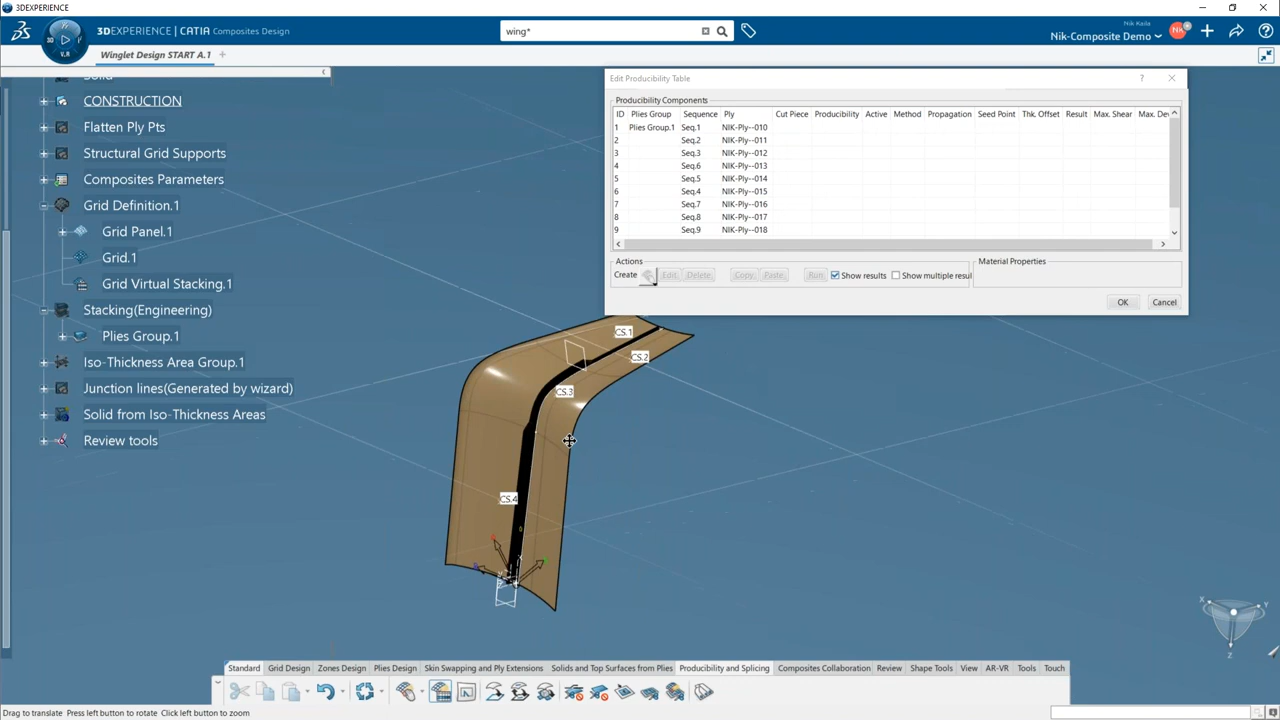 3DEXPERIENCE
3DEXPERIENCE | CATIA Composites Design
wing*
Nik Kada
Nik-Composite Demo
NK
V.R
Winglet Design START A.1
Solid
CONSTRUCTION
Flatten Ply Pts
Structural Grid Supports
Composites Parameters
Grid Definition.1
Grid Panel.1
Grid.1
Grid Virtual Stacking.1
Stacking(Engineering)
Plies Group.1
Iso-Thickness Area Group.1
Junction lines(Generated by wizard)
Solid from Iso-Thickness Areas
Review tools
Edit Producibility Table
Producibility Components
ID Plies Group Sequence Ply Cut Piece Producibility Active Method Propagation Seed Point Thk. Offset Result Max. Shear Max. Dev
1 Plies Group.1 Seq.1 NIK-Ply--010
2 Seq.2 NIK-Ply--011
3 Seq.3 NIK-Ply--012
4 Seq.6 NIK-Ply--013
5 Seq.5 NIK-Ply--014
6 Seq.4 NIK-Ply--015
7 Seq.7 NIK-Ply--016
8 Seq.8 NIK-Ply--017
9 Seq.9 NIK-Ply--018
Actions
Create Edit Delete Copy Paste Run Show results Show multiple resul
Material Properties
OK Cancel
CS.1
CS.2
CS.3
CS.4
X Y
Z
Standard Grid Design Zones Design Plies Design Skin Swapping and Ply Extensions Solids and Top Surfaces from Plies Producibility and Splicing Composites Collaboration Review Shape Tools View AR-VR Tools Touch
Drag to translate Press left button to rotate Click left button to zoom